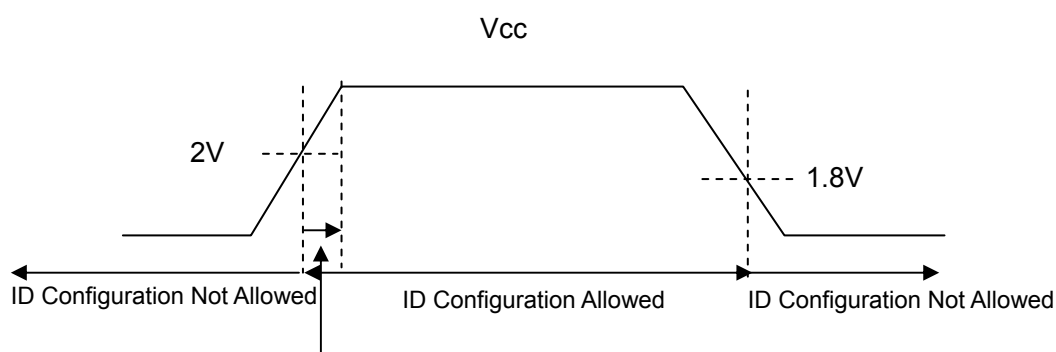 Vcc
2V
1.8V
ID Configuration Not Allowed
ID Configuration Allowed
ID Configuration Not Allowed